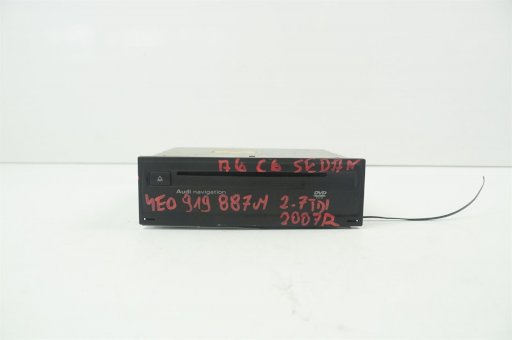 A6 C6 SEDAN
Audi navigation
DVD
4E0 919 887M 2.7TDI
2007R